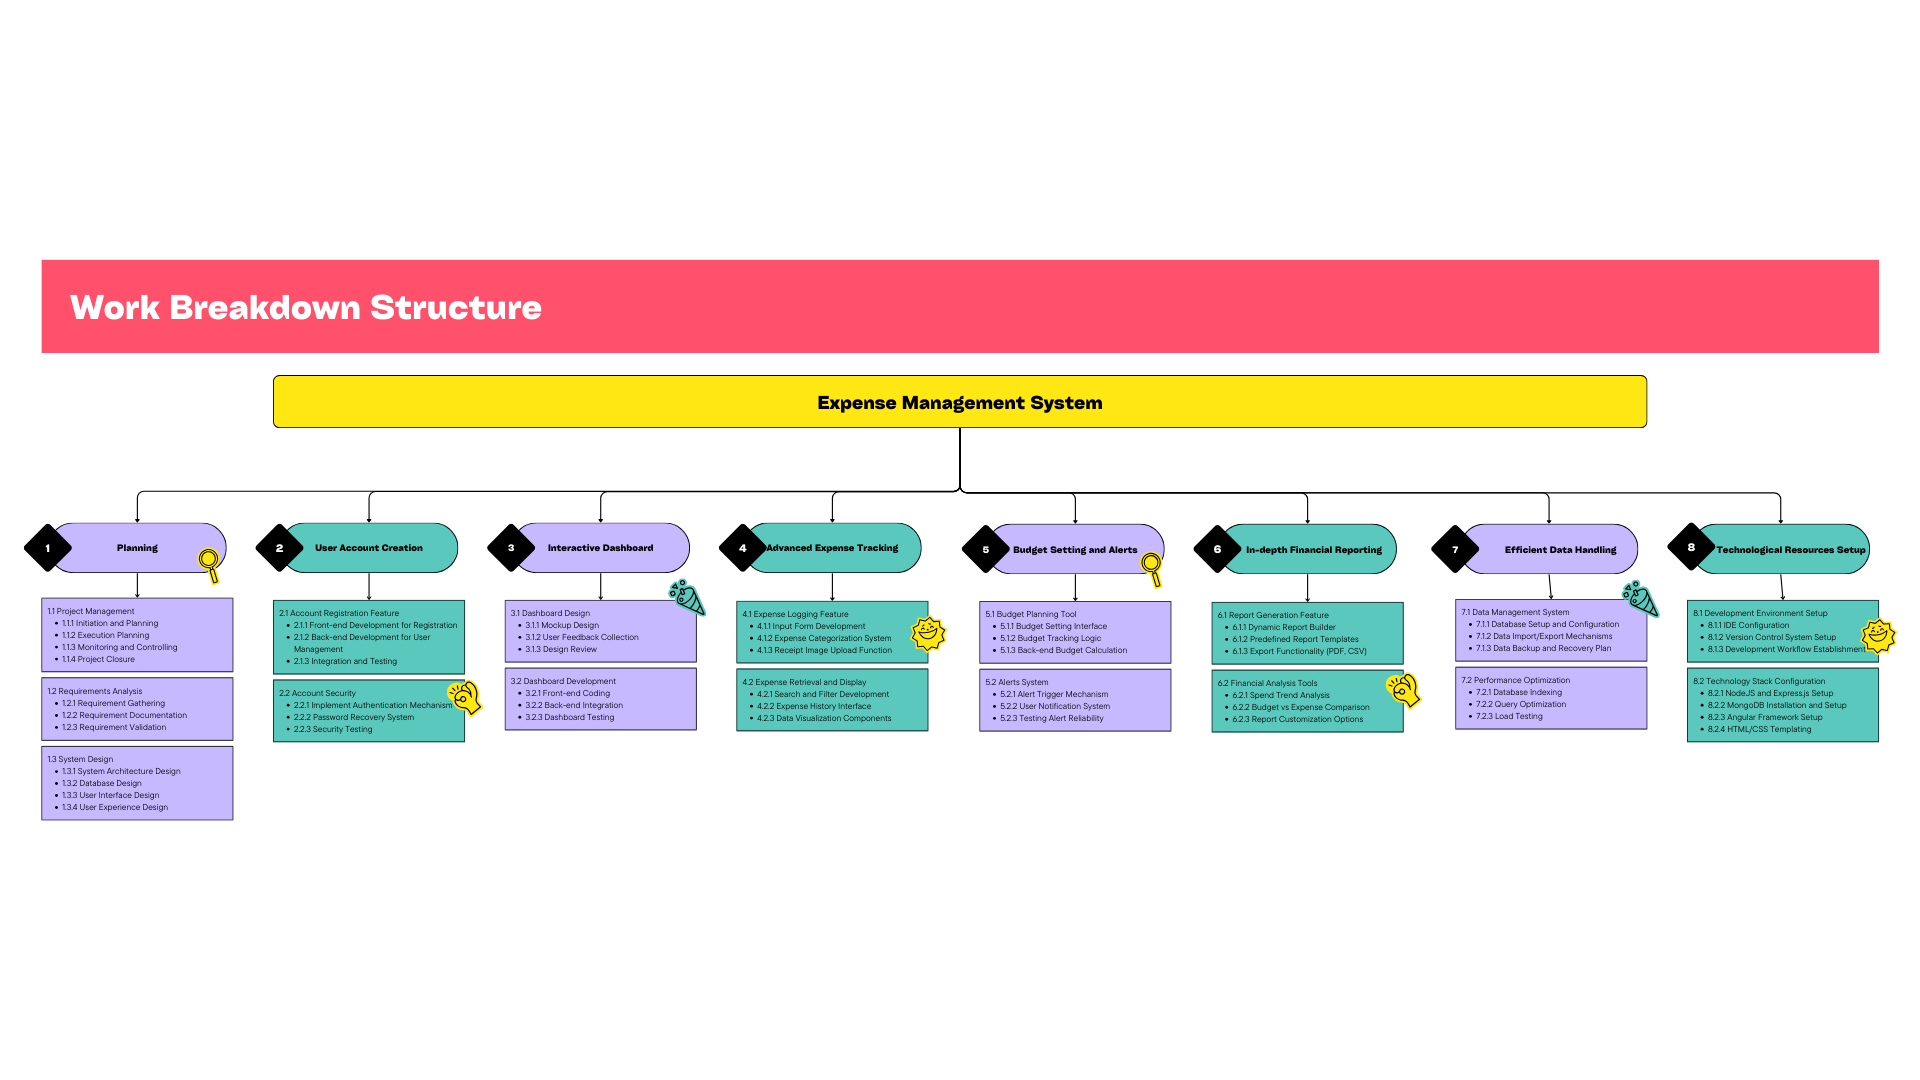 Work Breakdown Structure
Expense Management System
1
Planning
1.1 Project Management
• 1.1.1 Initiation and Planning
• 1.1.2 Execution Planning
• 1.1.3 Monitoring and Controlling
• 1.1.4 Project Closure
1.2 Requirements Analysis
• 1.2.1 Requirement Gathering
• 1.2.2 Requirement Documentation
• 1.2.3 Requirement Validation
1.3 System Design
• 1.3.1 System Architecture Design
• 1.3.2 Database Design
• 1.3.3 User Interface Design
• 1.3.4 User Experience Design
2
User Account Creation
2.1 Account Registration Feature
• 2.1.1 Front-end Development for Registration
• 2.1.2 Back-end Development for User
Management
• 2.1.3 Integration and Testing
2.2 Account Security
• 2.2.1 Implement Authentication Mechanism
• 2.2.2 Password Recovery System
• 2.2.3 Security Testing
3
Interactive Dashboard
3.1 Dashboard Design
• 3.1.1 Mockup Design
• 3.1.2 User Feedback Collection
• 3.1.3 Design Review
3.2 Dashboard Development
• 3.2.1 Front-end Coding
• 3.2.2 Back-end Integration
• 3.2.3 Dashboard Testing
4
Advanced Expense Tracking
4.1 Expense Logging Feature
• 4.1.1 Input Form Development
• 4.1.2 Expense Categorization System
• 4.1.3 Receipt Image Upload Function
4.2 Expense Retrieval and Display
• 4.2.1 Search and Filter Development
• 4.2.2 Expense History Interface
• 4.2.3 Data Visualization Components
5
Budget Setting and Alerts
5.1 Budget Planning Tool
• 5.1.1 Budget Setting Interface
• 5.1.2 Budget Tracking Logic
• 5.1.3 Back-end Budget Calculation
5.2 Alerts System
• 5.2.1 Alert Trigger Mechanism
• 5.2.2 User Notification System
• 5.2.3 Testing Alert Reliability
6
In-depth Financial Reporting
6.1 Report Generation Feature
• 6.1.1 Dynamic Report Builder
• 6.1.2 Predefined Report Templates
• 6.1.3 Export Functionality (PDF, CSV)
6.2 Financial Analysis Tools
• 6.2.1 Spend Trend Analysis
• 6.2.2 Budget vs Expense Comparison
• 6.2.3 Report Customization Options
7
Efficient Data Handling
7.1 Data Management System
• 7.1.1 Database Setup and Configuration
• 7.1.2 Data Import/Export Mechanisms
• 7.1.3 Data Backup and Recovery Plan
7.2 Performance Optimization
• 7.2.1 Database Indexing
• 7.2.2 Query Optimization
• 7.2.3 Load Testing
8
Technological Resources Setup
8.1 Development Environment Setup
• 8.1.1 IDE Configuration
• 8.1.2 Version Control System Setup
• 8.1.3 Development Workflow Establishment
8.2 Technology Stack Configuration
• 8.2.1 NodeJS and Express.js Setup
• 8.2.2 MongoDB Installation and Setup
• 8.2.3 Angular Framework Setup
• 8.2.4 HTML/CSS Templating